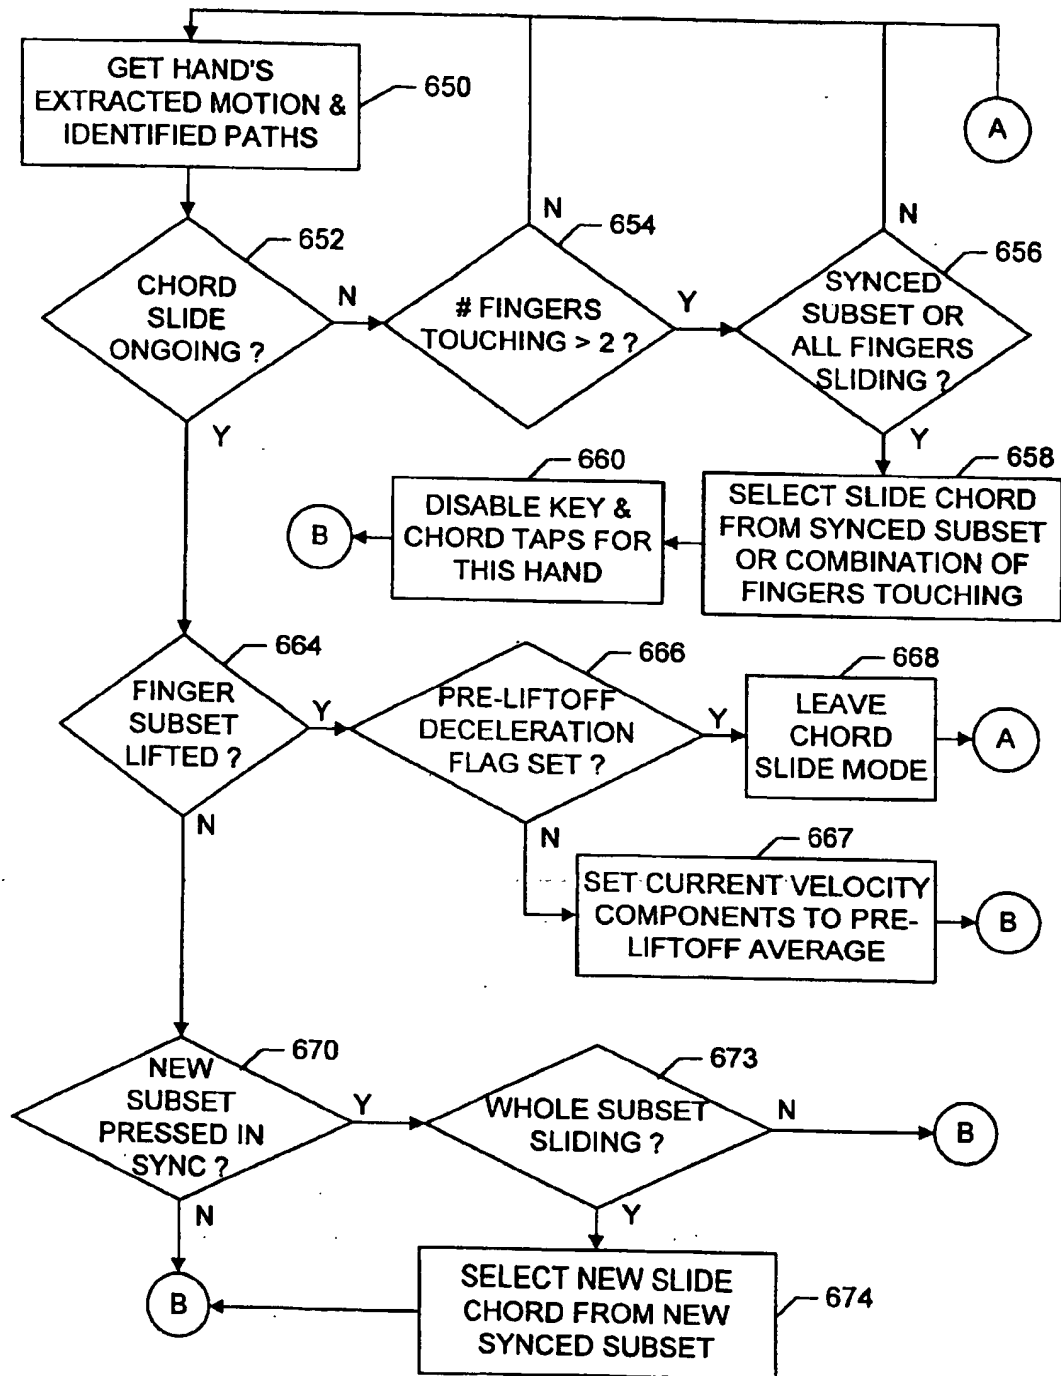 GET HAND'S
EXTRACTED MOTION &
IDENTIFIED PATHS
650
A
652
CHORD
SLIDE
ONGOING ?
N
Y
N
654
# FINGERS
TOUCHING > 2 ?
Y
N
656
SYNCED
SUBSET OR
ALL FINGERS
SLIDING ?
Y
658
SELECT SLIDE CHORD
FROM SYNCED SUBSET
OR COMBINATION OF
FINGERS TOUCHING
660
DISABLE KEY &
CHORD TAPS FOR
THIS HAND
B
664
FINGER
SUBSET
LIFTED ?
Y
N
666
PRE-LIFTOFF
DECELERATION
FLAG SET ?
Y
N
668
LEAVE
CHORD
SLIDE MODE
A
667
SET CURRENT VELOCITY
COMPONENTS TO PRE-
LIFTOFF AVERAGE
B
670
NEW
SUBSET
PRESSED IN
SYNC ?
Y
N
673
WHOLE SUBSET
SLIDING ?
N
B
Y
B
SELECT NEW SLIDE
CHORD FROM NEW
SYNCED SUBSET
674